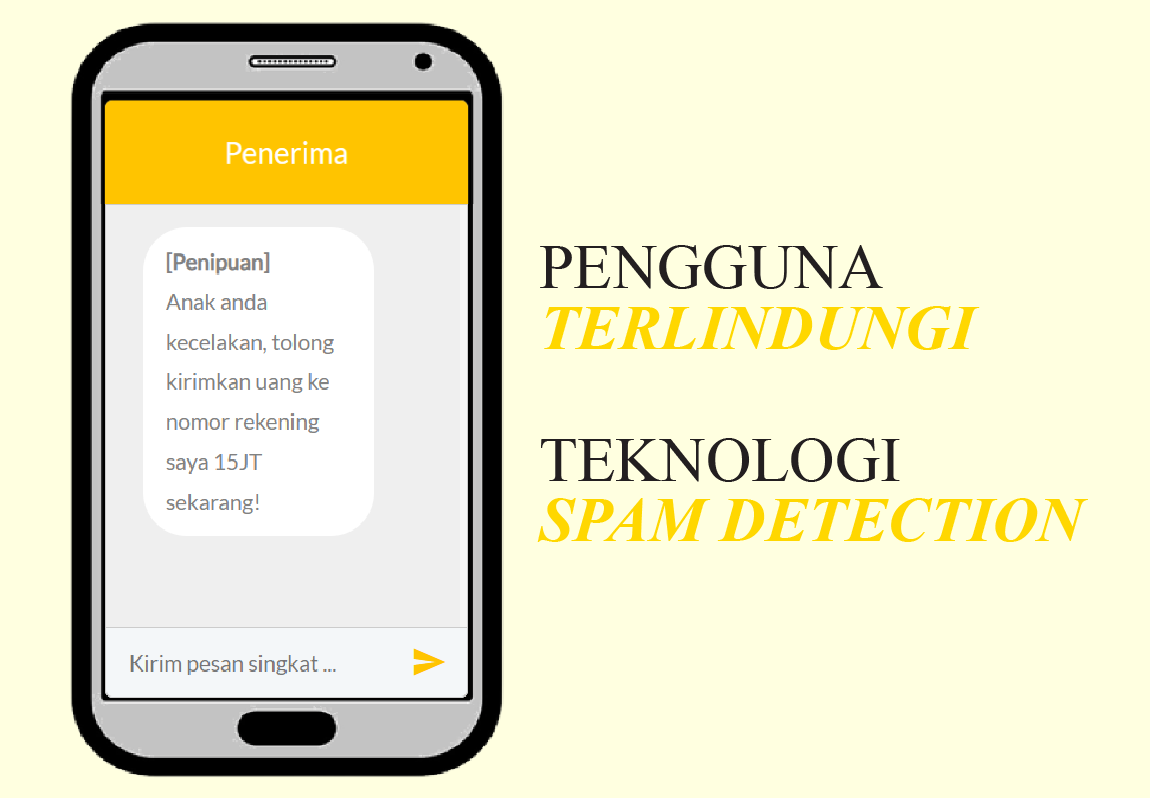 Penerima
[Penipuan]
Anak anda
kecelakan, tolong
kirimkan uang ke
nomor rekening
saya 15JT
sekarang!
Kirim pesan singkat ...
PENGGUNA
TERLINDUNGI
TEKNOLOGI
SPAM DETECTION